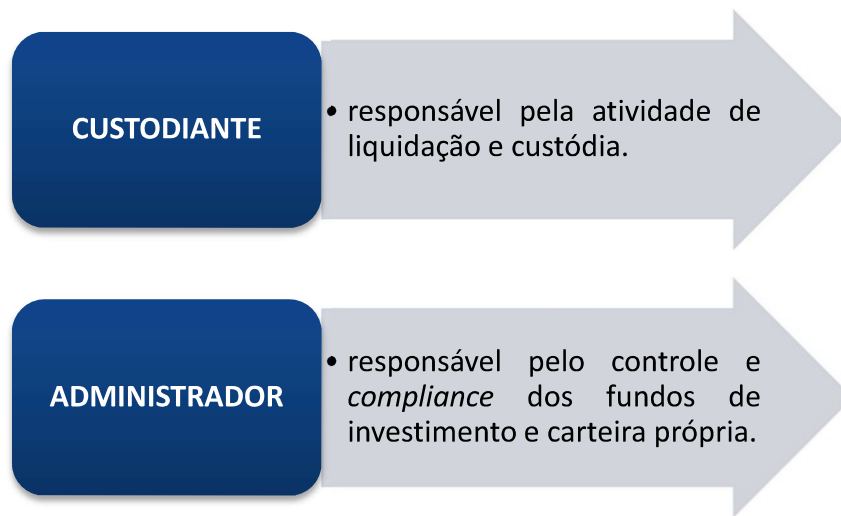 CUSTODIANTE
• responsável pela atividade de
liquidação e custódia.
ADMINISTRADOR
• responsável pelo controle e
compliance dos fundos de
investimento e carteira própria.